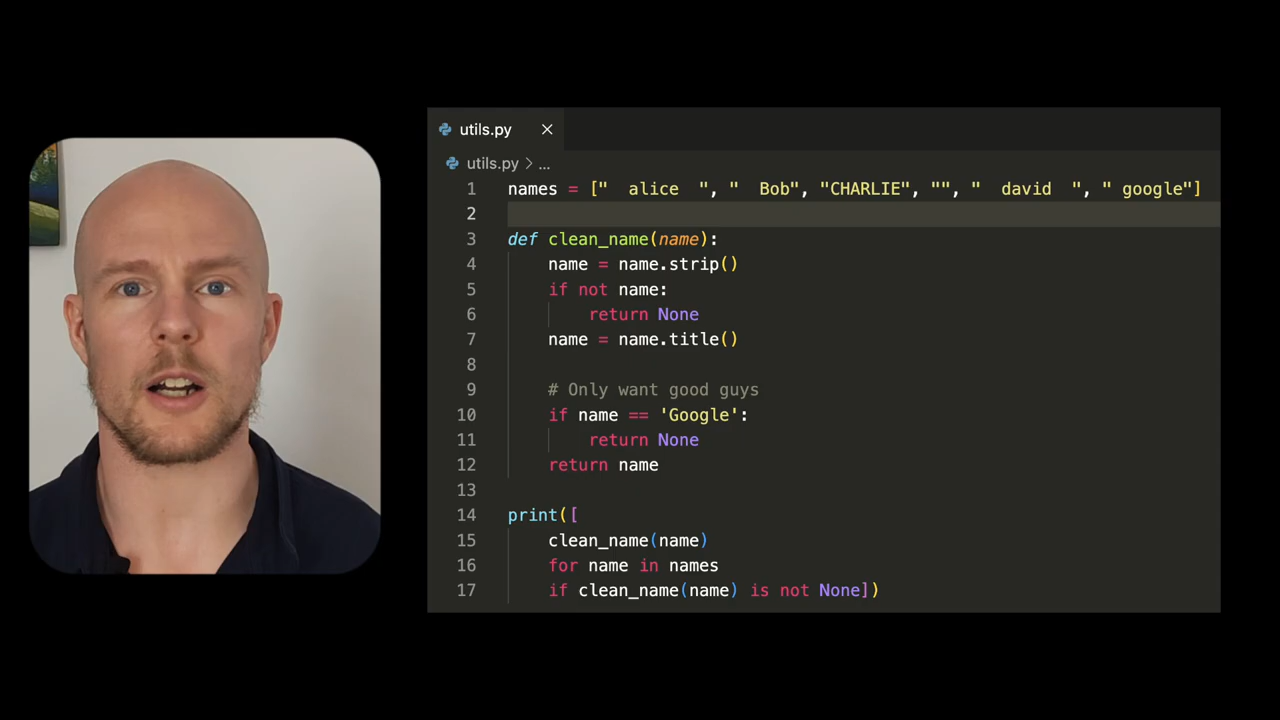 utils.py
utils.py > ...
1 names = ["  alice  ", "  Bob", "CHARLIE", "", "  david  ", " google"]
2
3 def clean_name(name):
4     name = name.strip()
5     if not name:
6         return None
7     name = name.title()
8
9     # Only want good guys
10     if name == 'Google':
11         return None
12     return name
13
14 print([
15     clean_name(name)
16     for name in names
17     if clean_name(name) is not None])